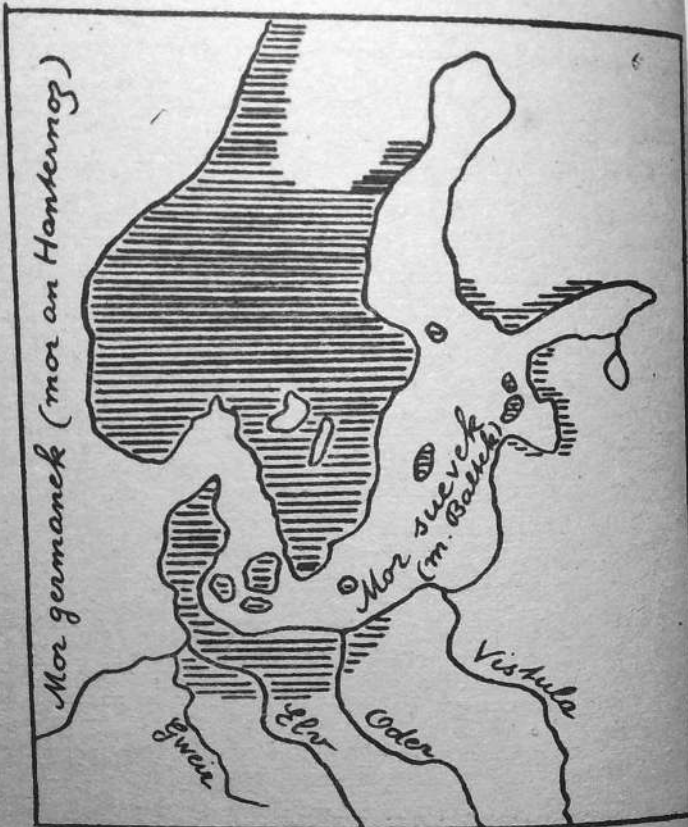 Mor germanek (mor an Hanternoz)
Mor suevek
(m. Baltek)
Vistula
Oder
Elv
Gweir